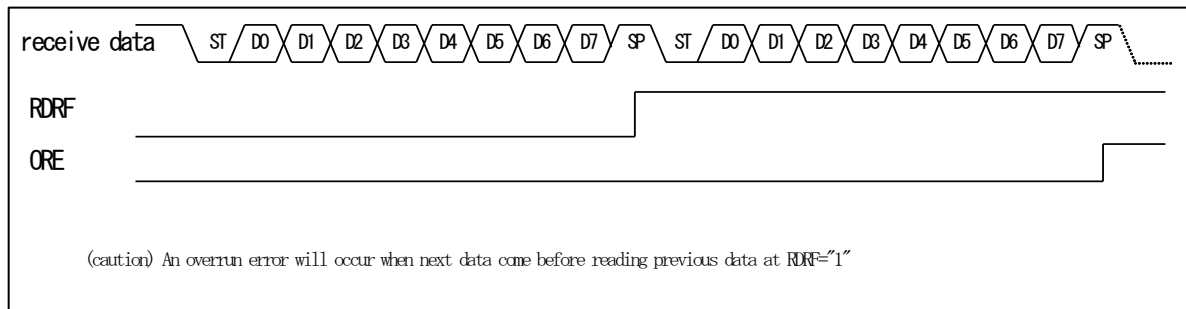 receive data ST D0 D1 D2 D3 D4 D5 D6 D7 SP ST D0 D1 D2 D3 D4 D5 D6 D7 SP
RDRF
ORE
(caution) An overrun error will occur when next data come before reading previous data at RDRF="1"